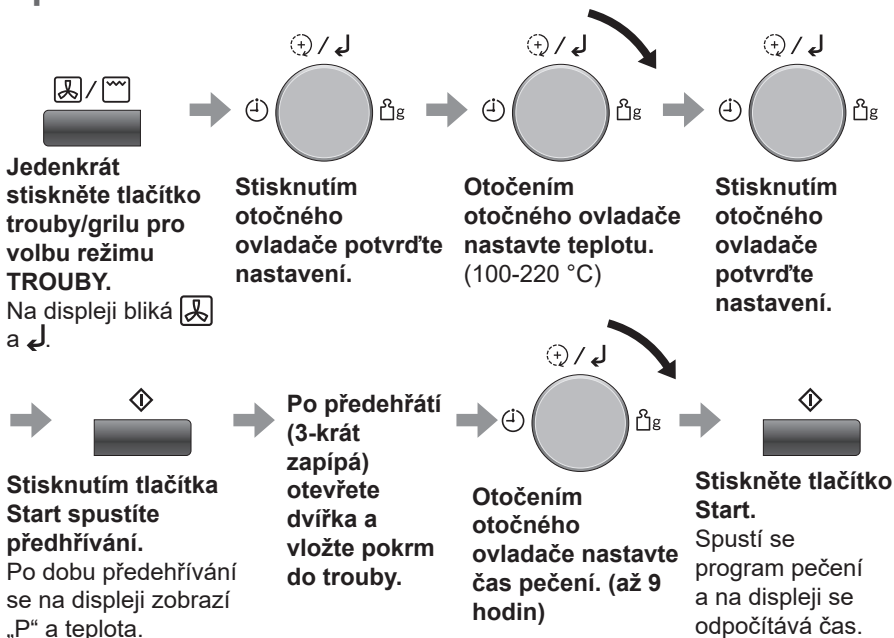 Jedenkrát
stiskněte tlačítko
trouby/grilu pro
volbu režimu
TROUBY.
Na displeji bliká
a
Stisknutím
otočného
ovladače potvrďte
nastavení.
Otočením
otočného ovladače
nastavte teplotu.
(100-220 °C)
Stisknutím
otočného
ovladače
potvrďte
nastavení.
Stisknutím tlačítka
Start spustíte
předhřívání.
Po dobu předehřívání
se na displeji zobrazí
„P“ a teplota.
Po předehřátí
(3-krát
zapípá)
otevřete
dvířka a
vložte pokrm
do trouby.
Otočením
otočného
ovladače nastavte
čas pečení. (až 9
hodin)
Stiskněte tlačítko
Start.
Spustí se
program pečení
a na displeji se
odpočítává čas.